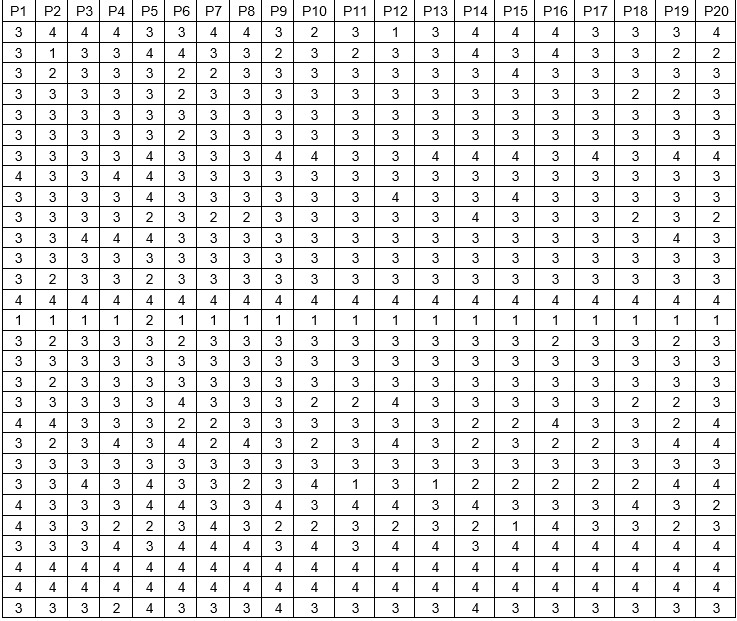 P1 P2 P3 P4 P5 P6 P7 P8 P9 P10 P11 P12 P13 P14 P15 P16 P17 P18 P19 P20
3 4 4 4 3 3 4 4 3 2 3 1 3 4 4 4 3 3 3 4
3 1 3 3 4 4 3 3 2 3 2 3 3 4 3 4 3 3 2 2
3 2 3 3 3 2 2 3 3 3 3 3 3 3 4 3 3 3 3 3
3 3 3 3 3 2 3 3 3 3 3 3 3 3 3 3 3 2 2 3
3 3 3 3 3 3 3 3 3 3 3 3 3 3 3 3 3 3 3 3
3 3 3 3 3 2 3 3 3 3 3 3 3 3 3 3 3 3 3 3
3 3 3 3 4 3 3 3 4 4 3 3 4 4 4 3 4 3 4 4
4 3 3 4 4 3 3 3 3 3 3 3 3 3 3 3 3 3 3 3
3 3 3 3 4 3 3 3 3 3 3 4 3 3 4 3 3 3 3 3
3 3 3 3 2 3 2 2 3 3 3 3 3 4 3 3 3 2 3 2
3 3 4 4 4 3 3 3 3 3 3 3 3 3 3 3 3 3 4 3
3 3 3 3 3 3 3 3 3 3 3 3 3 3 3 3 3 3 3 3
3 2 3 3 2 3 3 3 3 3 3 3 3 3 3 3 3 3 3 3
4 4 4 4 4 4 4 4 4 4 4 4 4 4 4 4 4 4 4 4
1 1 1 1 2 1 1 1 1 1 1 1 1 1 1 1 1 1 1 1
3 2 3 3 3 2 3 3 3 3 3 3 3 3 3 2 3 3 2 3
3 3 3 3 3 3 3 3 3 3 3 3 3 3 3 3 3 3 3 3
3 2 3 3 3 3 3 3 3 3 3 3 3 3 3 3 3 3 3 3
3 3 3 3 3 4 3 3 3 2 2 4 3 3 3 3 3 2 2 3
4 4 3 3 3 2 2 3 3 3 3 3 3 2 2 4 3 3 2 4
3 2 3 4 3 4 2 4 3 2 3 4 3 2 3 2 2 3 4 4
3 3 3 3 3 3 3 3 3 3 3 3 3 3 3 3 3 3 3 3
3 3 4 3 4 3 3 2 3 4 1 3 1 2 2 2 2 2 4 4
4 3 3 3 4 4 3 3 4 3 4 4 3 4 3 3 3 4 3 2
4 3 3 2 2 3 4 3 2 2 3 2 3 2 1 4 3 3 2 3
3 3 3 4 3 4 4 4 3 4 3 4 4 3 4 4 4 4 4 4
4 4 4 4 4 4 4 4 4 4 4 4 4 4 4 4 4 4 4 4
4 4 4 4 4 4 4 4 4 4 4 4 4 4 4 4 4 4 4 4
3 3 3 2 4 3 3 3 4 3 3 3 3 4 3 3 3 3 3 3